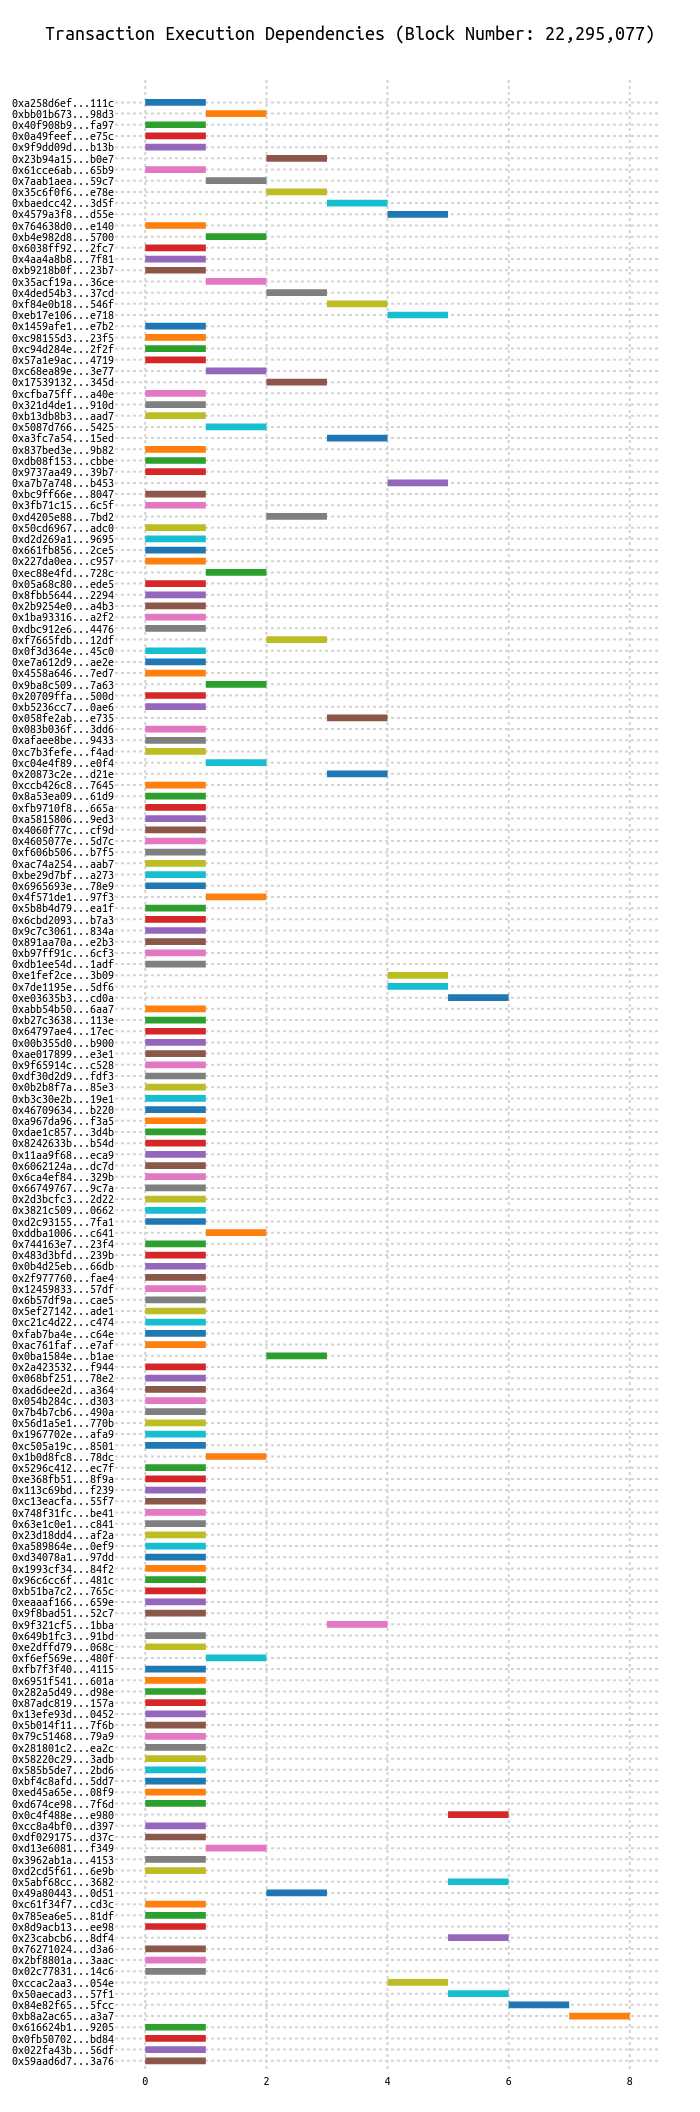 Transaction Execution Dependencies (Block Number: 22,295,077)
0xa258d6ef...111c
0xbb01b673...98d3
0x40f908b9...fa97
0x0a49feef...e75c
0x9f9dd09d...b13b
0x23b94a15...b0e7
0x61cce6ab...65b9
0x7aab1aea...59c7
0x35c6f0f6...e78e
0xbaedcc42...3d5f
0x4579a3f8...d55e
0x764638d0...e140
0xb4e982d8...5700
0x6038ff92...2fc7
0x4aa4a8b8...7f81
0xb9218b0f...23b7
0x35acf19a...36ce
0x4ded54b3...37cd
0xf84e0b18...546f
0xeb17e106...e718
0x1459afe1...e7b2
0xc98155d3...23f5
0xc94d284e...2f2f
0x57a1e9ac...4719
0xc68ea89e...3e77
0x17539132...345d
0xcfba75ff...a40e
0x321d4de1...910d
0xb13db8b3...aad7
0x5087d766...5425
0xa3fc7a54...15ed
0x837bed3e...9b82
0xdb08f153...cbbe
0x9737aa49...39b7
0xa7b7a748...b453
0xbc9ff66e...8047
0x3fb71c15...6c5f
0xd4205e88...7bd2
0x50cd6967...adc0
0xd2d269a1...9695
0x661fb856...2ce5
0x227da0ea...c957
0xec88e4fd...728c
0x05a68c80...ede5
0x8fbb5644...2294
0x2b9254e0...a4b3
0x1ba93316...a2f2
0xdbc912e6...4476
0xf7665fdb...12df
0x0f3d364e...45c0
0xe7a612d9...ae2e
0x4558a646...7ed7
0x9ba8c509...7a63
0x20709ffa...500d
0xb5236cc7...0ae6
0x058fe2ab...e735
0x083b036f...3dd6
0xafaee8be...9433
0xc7b3fefe...f4ad
0xc04e4f89...e0f4
0x20873c2e...d21e
0xccb426c8...7645
0x8a53ea09...61d9
0xfb9710f8...665a
0xa5815806...9ed3
0x4060f77c...cf9d
0x4605077e...5d7c
0xf606b506...b7f5
0xac74a254...aab7
0xbe29d7bf...a273
0x6965693e...78e9
0x4f571de1...97f3
0x5b8b4d79...ea1f
0x6cbd2093...b7a3
0x9c7c3061...834a
0x891aa70a...e2b3
0xb97ff91c...6cf3
0xdb1ee54d...1adf
0xe1fef2ce...3b09
0x7de1195e...5df6
0xe03635b3...cd0a
0xabb54b50...6aa7
0xb27c3638...113e
0x64797ae4...17ec
0x00b355d0...b900
0xae017899...e3e1
0x9f65914c...c528
0xdf30d2d9...fdf3
0x0b2b8f7a...85e3
0xb3c30e2b...19e1
0x46709634...b220
0xa967da96...f3a5
0xdae1c857...3d4b
0x8242633b...b54d
0x11aa9f68...eca9
0x6062124a...dc7d
0x6ca4ef84...329b
0x66749767...9c7a
0x2d3bcfc3...2d22
0x3821c509...0662
0xd2c93155...7fa1
0xddba1006...c641
0x744163e7...23f4
0x483d3bfd...239b
0x0b4d25eb...66db
0x2f977760...fae4
0x12459833...57df
0x6b57df9a...cae5
0x5ef27142...ade1
0xc21c4d22...c474
0xfab7ba4e...c64e
0xac761faf...e7af
0x0ba1584e...b1ae
0x2a423532...f944
0x068bf251...78e2
0xad6dee2d...a364
0x054b284c...d303
0x7b4b7cb6...490a
0x56d1a5e1...770b
0x1967702e...afa9
0xc505a19c...8501
0x1b0d8fc8...78dc
0x5296c412...ec7f
0xe368fb51...8f9a
0x113c69bd...f239
0xc13eacfa...55f7
0x748f31fc...be41
0x63e1c0e1...c841
0x23d18dd4...af2a
0xa589864e...0ef9
0xd34078a1...97dd
0x1993cf34...84f2
0x96c6cc6f...481c
0xb51ba7c2...765c
0xeaaaf166...659e
0x9f8bad51...52c7
0x9f321cf5...1bba
0x649b1fc3...91bd
0xe2dffd79...068c
0xf6ef569e...480f
0xfb7f3f40...4115
0x6951f541...601a
0x282a5d49...d98e
0x87adc819...157a
0x13efe93d...0452
0x5b014f11...7f6b
0x79c51468...79a9
0x281801c2...ea2c
0x58220c29...3adb
0x585b5de7...2bd6
0xbf4c8afd...5dd7
0xed45a65e...08f9
0xd674ce98...7f6d
0x0c4f488e...e980
0xcc8a4bf0...d397
0xdf029175...d37c
0xd13e6081...f349
0x3962ab1a...4153
0xd2cd5f61...6e9b
0x5abf68cc...3682
0x49a80443...0d51
0xc61f34f7...cd3c
0x785ea6e5...81df
0x8d9acb13...ee98
0x23cabcb6...8df4
0x76271024...d3a6
0x2bf8801a...3aac
0x02c77831...14c6
0xccac2aa3...054e
0x50aecad3...57f1
0x84e82f65...5fcc
0xb8a2ac65...a3a7
0x616624b1...9205
0x0fb50702...bd84
0x022fa43b...56df
0x59aad6d7...3a76
0 2 4 6 8